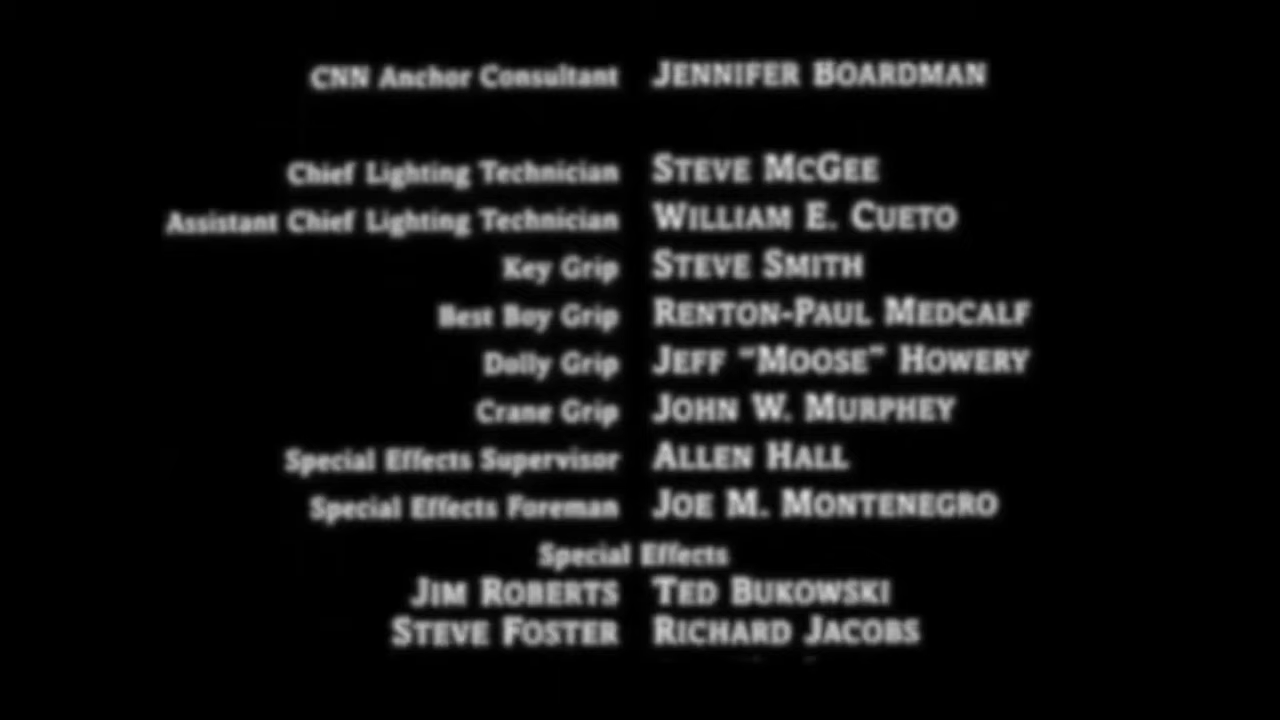 CNN Anchor Consultant JENNIFER BOARDMAN
Chief Lighting Technician STEVE MCGEE
Assistant Chief Lighting Technician WILLIAM E. CUETO
Key Grip STEVE SMITH
Best Boy Grip RENTON-PAUL MEDCALF
Dolly Grip JEFF “MOOSE” HOWERY
Crane Grip JOHN W. MURPHEY
Special Effects Supervisor ALLEN HALL
Special Effects Foreman JOE M. MONTENEGRO
Special Effects
JIM ROBERTS TED BUKOWSKI
STEVE FOSTER RICHARD JACOBS